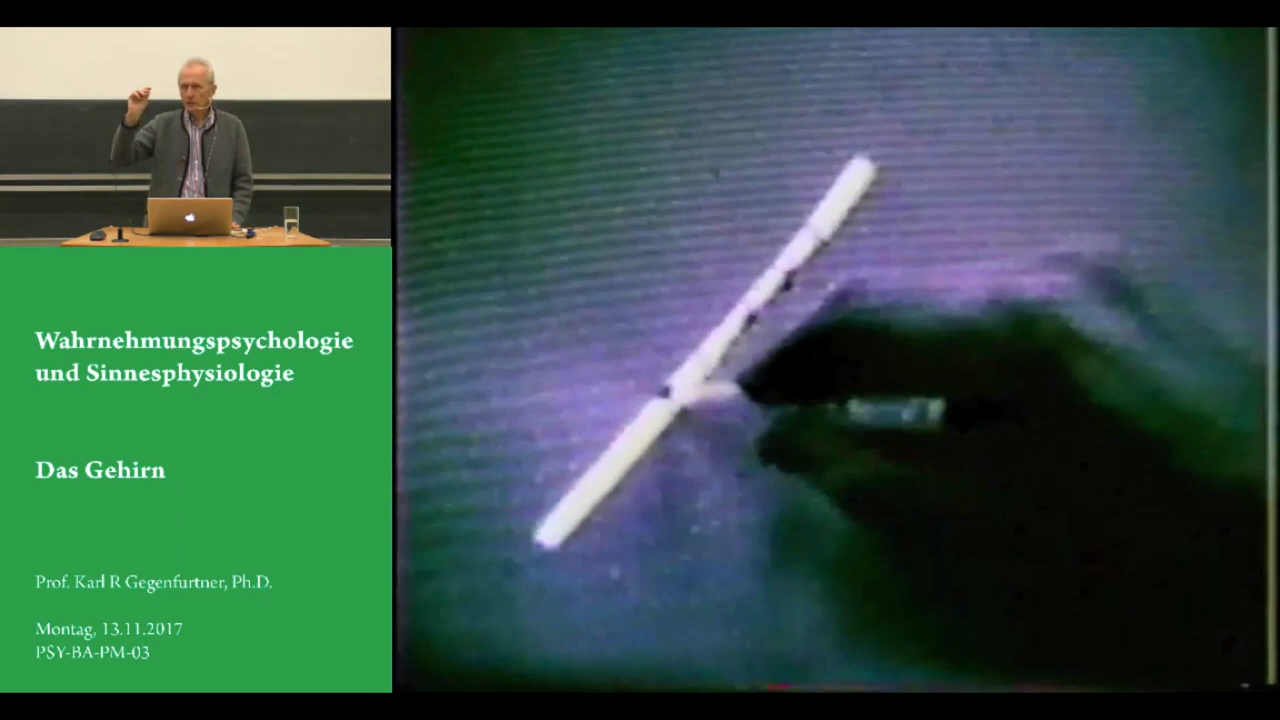 Wahrnehmungspsychologie
und Sinnesphysiologie
Das Gehirn
Prof. Karl R Gegenfurtner, Ph.D.
Montag, 13.11.2017
PSY-BA-PM-03